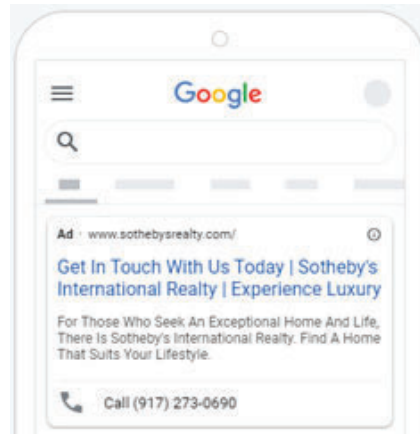 Google
Ad · www.sothebysrealty.com/
Get In Touch With Us Today | Sotheby's
International Realty | Experience Luxury
For Those Who Seek An Exceptional Home And Life,
There Is Sotheby's International Realty. Find A Home
That Suits Your Lifestyle.
Call (917) 273-0690